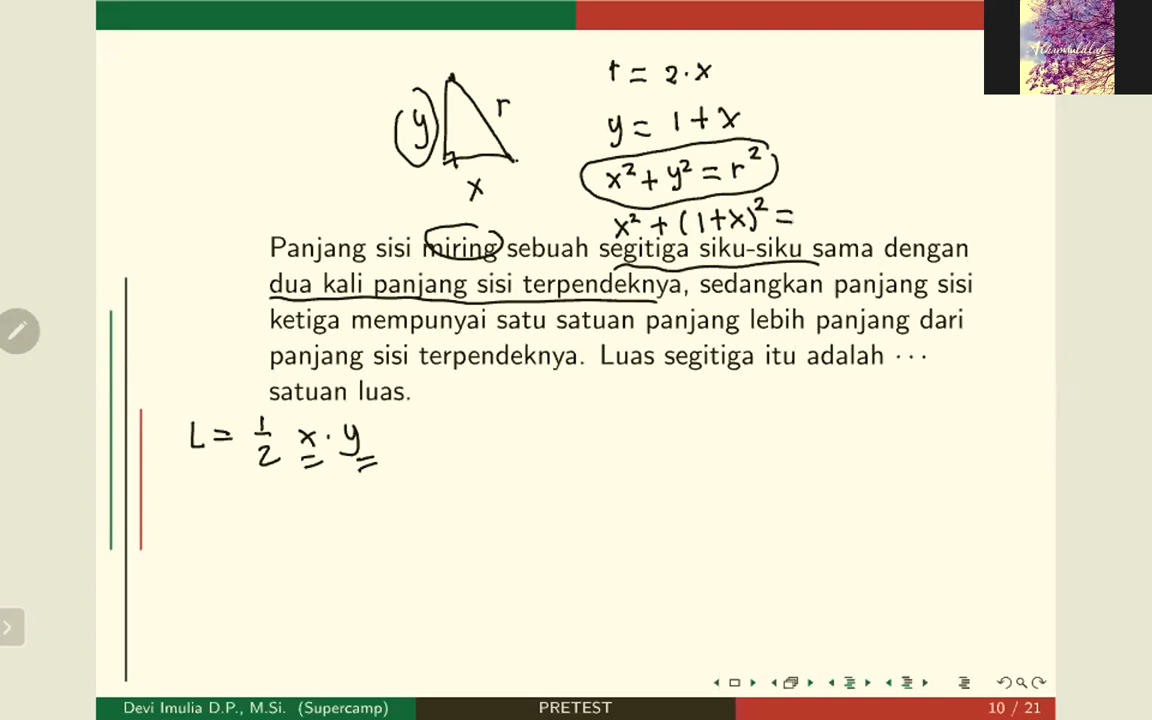 Alhamdulillah
r = 2·x
y = 1+x
y r
x² + y² = r²
x
x² + (1+x)² =
Panjang sisi miring sebuah segitiga siku-siku sama dengan
dua kali panjang sisi terpendeknya, sedangkan panjang sisi
ketiga mempunyai satu satuan panjang lebih panjang dari
panjang sisi terpendeknya. Luas segitiga itu adalah ···
satuan luas.
L = 1/2 x·y
Devi Imulia D.P., M.Si. (Supercamp) PRETEST 10 / 21